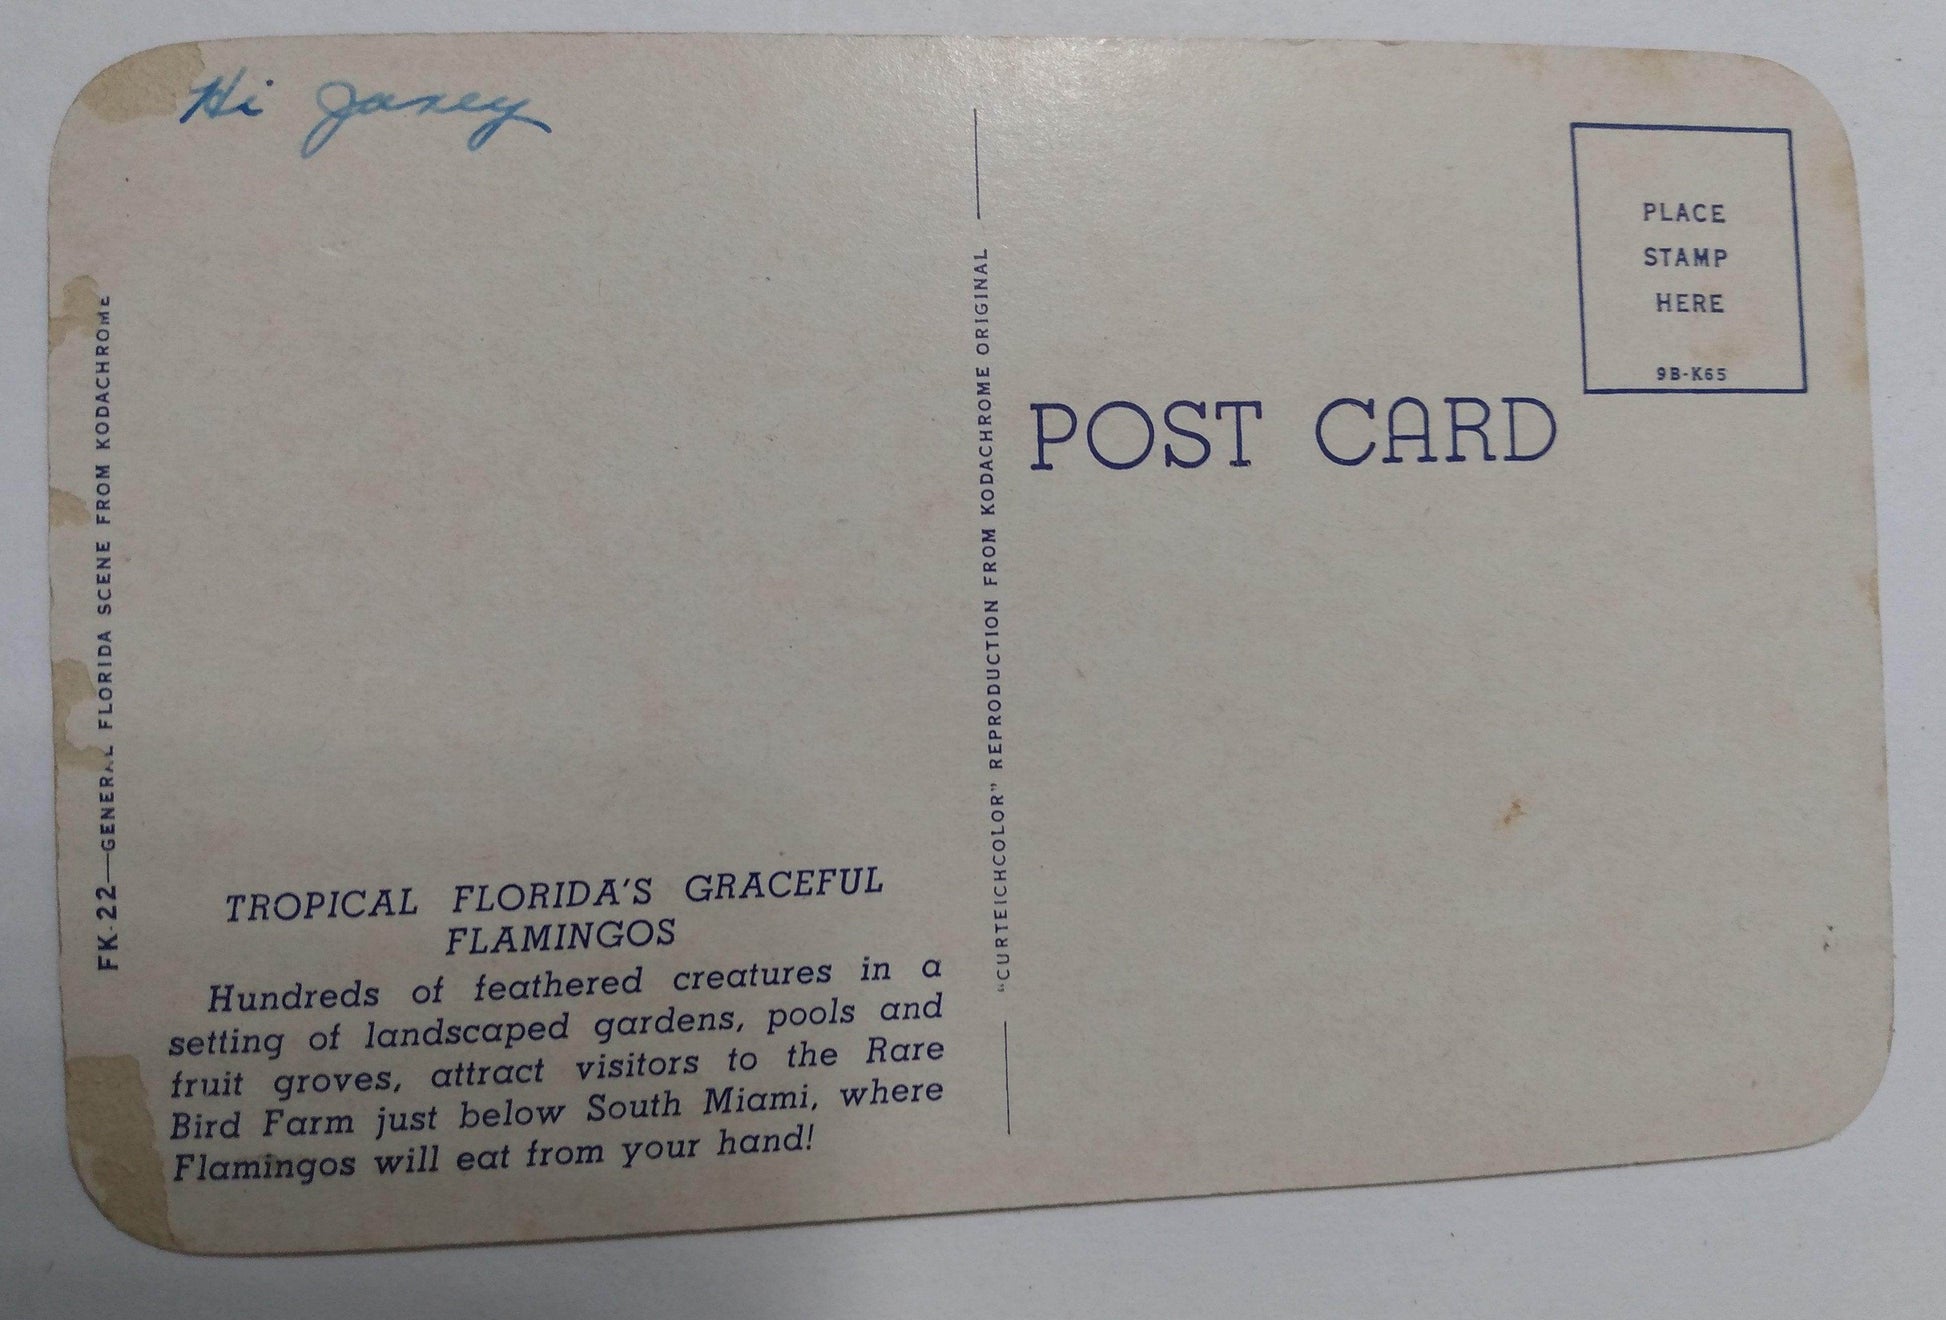 Hi Janey
PLACE
STAMP
HERE
9B-K65
POST CARD
FK-22—GENERAL FLORIDA SCENE FROM KODACHROME
"CURTEICHCOLOR" REPRODUCTION FROM KODACHROME ORIGINAL
TROPICAL FLORIDA'S GRACEFUL
FLAMINGOS
Hundreds of feathered creatures in a
setting of landscaped gardens, pools and
fruit groves, attract visitors to the Rare
Bird Farm just below South Miami, where
Flamingos will eat from your hand!